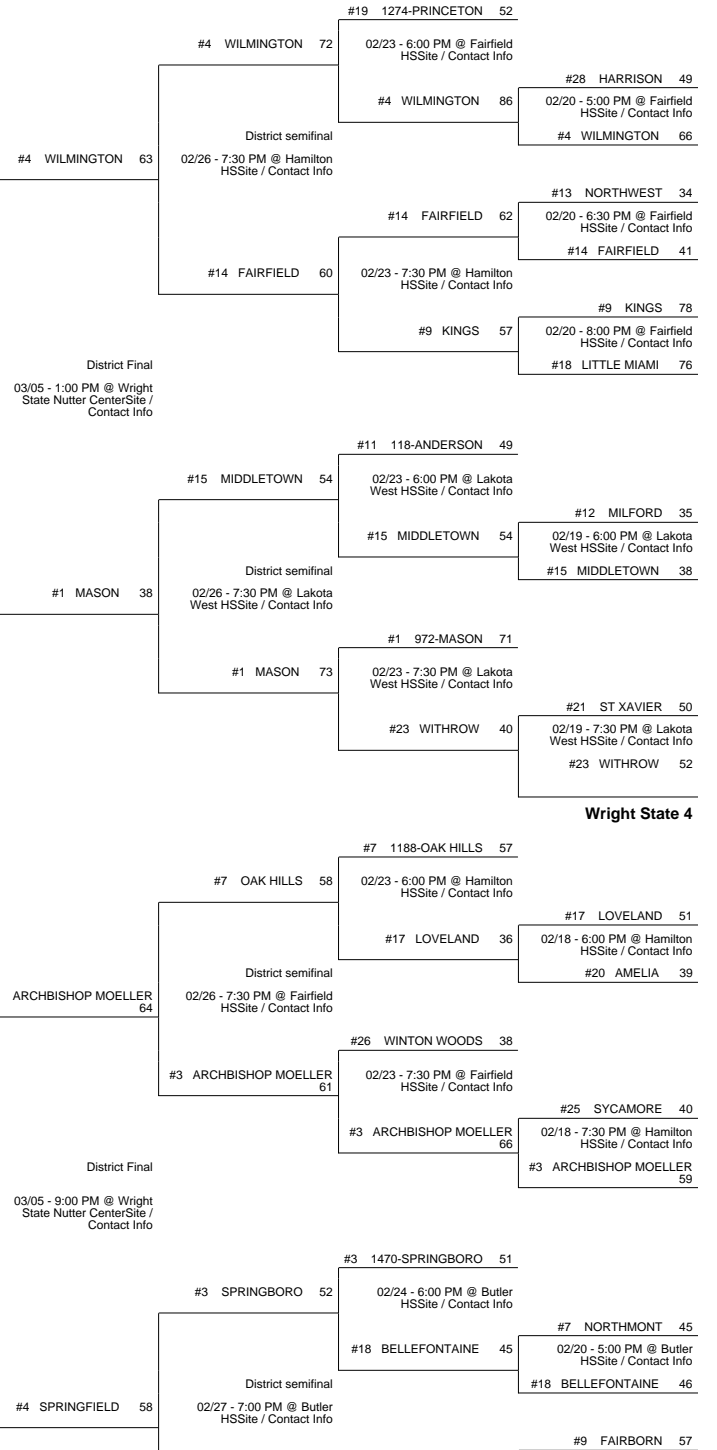 #19 1274-PRINCETON 52
#4 WILMINGTON 72
02/23 - 6:00 PM @ Fairfield
HSSite / Contact Info
#28 HARRISON 49
#4 WILMINGTON 86
02/20 - 5:00 PM @ Fairfield
HSSite / Contact Info
District semifinal
#4 WILMINGTON 66
#4 WILMINGTON 63
02/26 - 7:30 PM @ Hamilton
HSSite / Contact Info
#13 NORTHWEST 34
#14 FAIRFIELD 62
02/20 - 6:30 PM @ Fairfield
HSSite / Contact Info
#14 FAIRFIELD 41
#14 FAIRFIELD 60
02/23 - 7:30 PM @ Hamilton
HSSite / Contact Info
#9 KINGS 78
#9 KINGS 57
02/20 - 8:00 PM @ Fairfield
HSSite / Contact Info
District Final
#18 LITTLE MIAMI 76
03/05 - 1:00 PM @ Wright
State Nutter CenterSite /
Contact Info
#11 118-ANDERSON 49
#15 MIDDLETOWN 54
02/23 - 6:00 PM @ Lakota
West HSSite / Contact Info
#12 MILFORD 35
#15 MIDDLETOWN 54
02/19 - 6:00 PM @ Lakota
West HSSite / Contact Info
District semifinal
#15 MIDDLETOWN 38
#1 MASON 38
02/26 - 7:30 PM @ Lakota
West HSSite / Contact Info
#1 972-MASON 71
#1 MASON 73
02/23 - 7:30 PM @ Lakota
West HSSite / Contact Info
#21 ST XAVIER 50
#23 WITHROW 40
02/19 - 7:30 PM @ Lakota
West HSSite / Contact Info
#23 WITHROW 52
Wright State 4
#7 1188-OAK HILLS 57
#7 OAK HILLS 58
02/23 - 6:00 PM @ Hamilton
HSSite / Contact Info
#17 LOVELAND 51
#17 LOVELAND 36
02/18 - 6:00 PM @ Hamilton
HSSite / Contact Info
District semifinal
#20 AMELIA 39
ARCHBISHOP MOELLER
64
02/26 - 7:30 PM @ Fairfield
HSSite / Contact Info
#26 WINTON WOODS 38
#3 ARCHBISHOP MOELLER
61
02/23 - 7:30 PM @ Fairfield
HSSite / Contact Info
#25 SYCAMORE 40
#3 ARCHBISHOP MOELLER
66
02/18 - 7:30 PM @ Hamilton
HSSite / Contact Info
District Final
#3 ARCHBISHOP MOELLER
59
03/05 - 9:00 PM @ Wright
State Nutter CenterSite /
Contact Info
#3 1470-SPRINGBORO 51
#3 SPRINGBORO 52
02/24 - 6:00 PM @ Butler
HSSite / Contact Info
#7 NORTHMONT 45
#18 BELLEFONTAINE 45
02/20 - 5:00 PM @ Butler
HSSite / Contact Info
District semifinal
#18 BELLEFONTAINE 46
#4 SPRINGFIELD 58
02/27 - 7:00 PM @ Butler
HSSite / Contact Info
#9 FAIRBORN 57